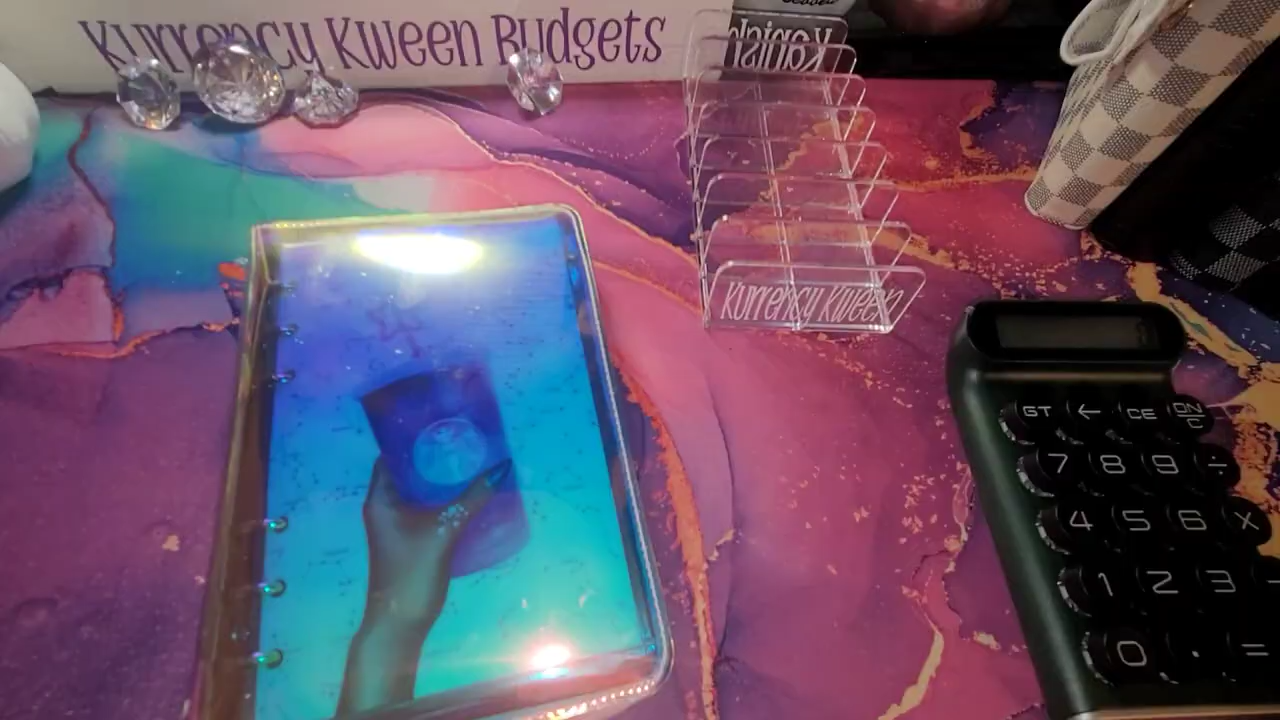 Kurrency Kween Budgets
Kurrency Kween
GT ← CE ON/C
7 8 9 ÷
4 5 6 ×
1 2 3 -
0 . =